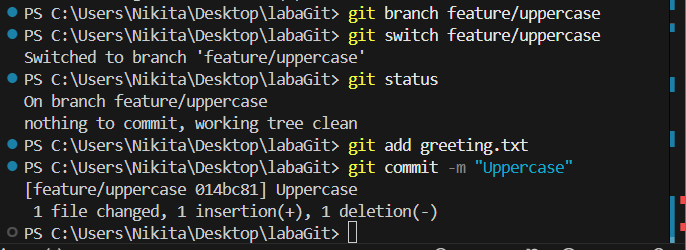 PS C:\Users\Nikita\Desktop\labaGit> git branch feature/uppercase
PS C:\Users\Nikita\Desktop\labaGit> git switch feature/uppercase
Switched to branch 'feature/uppercase'
PS C:\Users\Nikita\Desktop\labaGit> git status
On branch feature/uppercase
nothing to commit, working tree clean
PS C:\Users\Nikita\Desktop\labaGit> git add greeting.txt
PS C:\Users\Nikita\Desktop\labaGit> git commit -m "Uppercase"
[feature/uppercase 014bc81] Uppercase
 1 file changed, 1 insertion(+), 1 deletion(-)
PS C:\Users\Nikita\Desktop\labaGit>